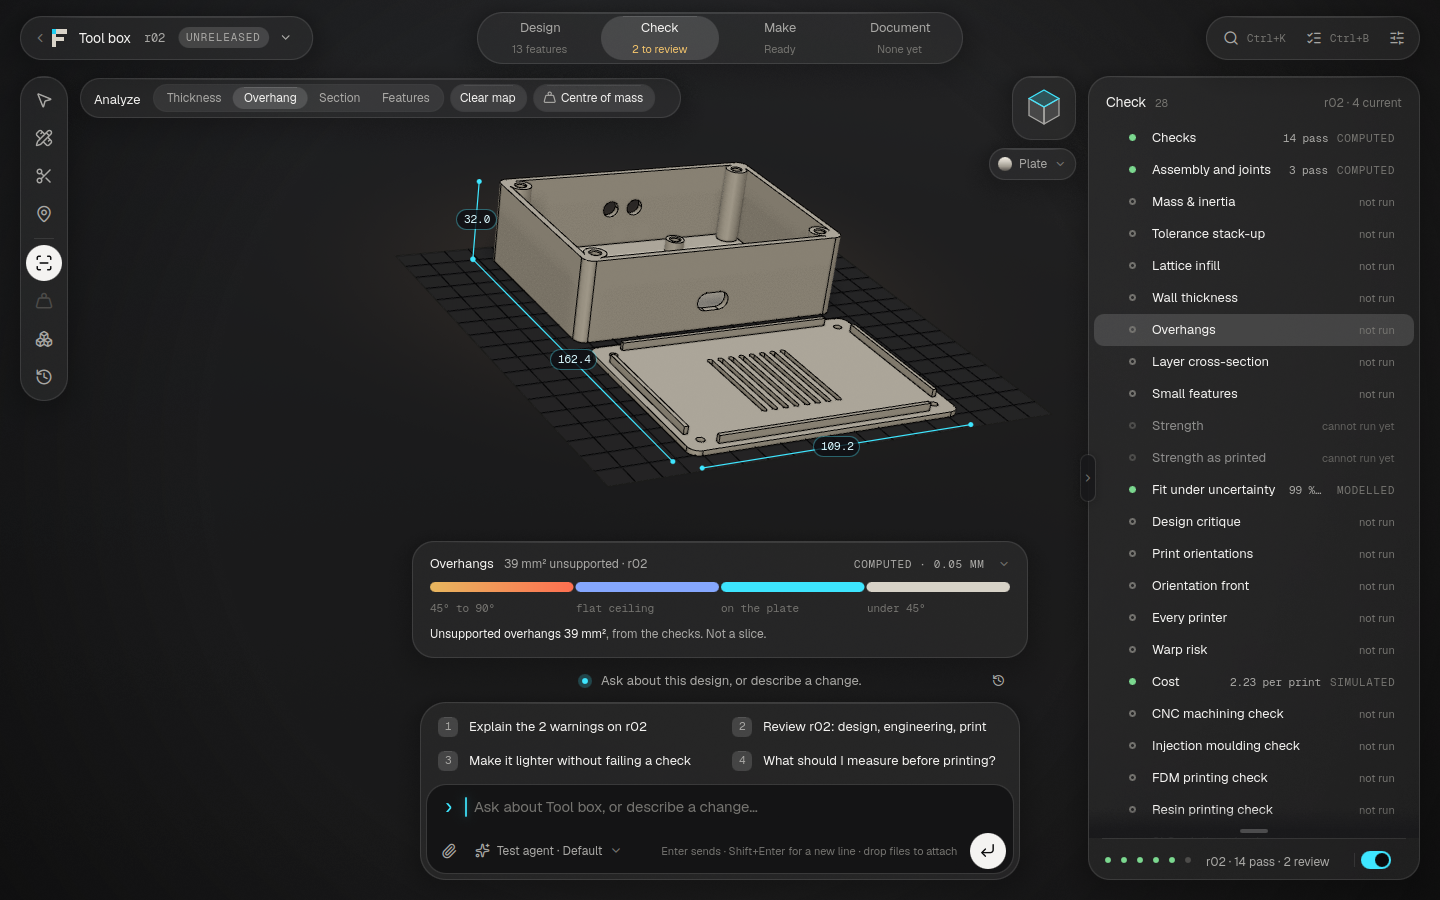 Tool box r02 UNRELEASED
Design
13 features
Check
2 to review
Make
Ready
Document
None yet
Ctrl+K Ctrl+B
Analyze Thickness Overhang Section Features Clear map Centre of mass
Plate
32.0
162.4
109.2
Check 28 r02 · 4 current
Checks 14 pass COMPUTED
Assembly and joints 3 pass COMPUTED
Mass & inertia not run
Tolerance stack-up not run
Lattice infill not run
Wall thickness not run
Overhangs not run
Layer cross-section not run
Small features not run
Strength cannot run yet
Strength as printed cannot run yet
Fit under uncertainty 99 %… MODELLED
Design critique not run
Print orientations not run
Orientation front not run
Every printer not run
Warp risk not run
Cost 2.23 per print SIMULATED
CNC machining check not run
Injection moulding check not run
FDM printing check not run
Resin printing check not run
r02 · 14 pass · 2 review
Overhangs 39 mm² unsupported · r02 COMPUTED · 0.05 MM
45° to 90° flat ceiling on the plate under 45°
Unsupported overhangs 39 mm², from the checks. Not a slice.
Ask about this design, or describe a change.
1 Explain the 2 warnings on r02
2 Review r02: design, engineering, print
3 Make it lighter without failing a check
4 What should I measure before printing?
Ask about Tool box, or describe a change...
Test agent · Default Enter sends · Shift+Enter for a new line · drop files to attach